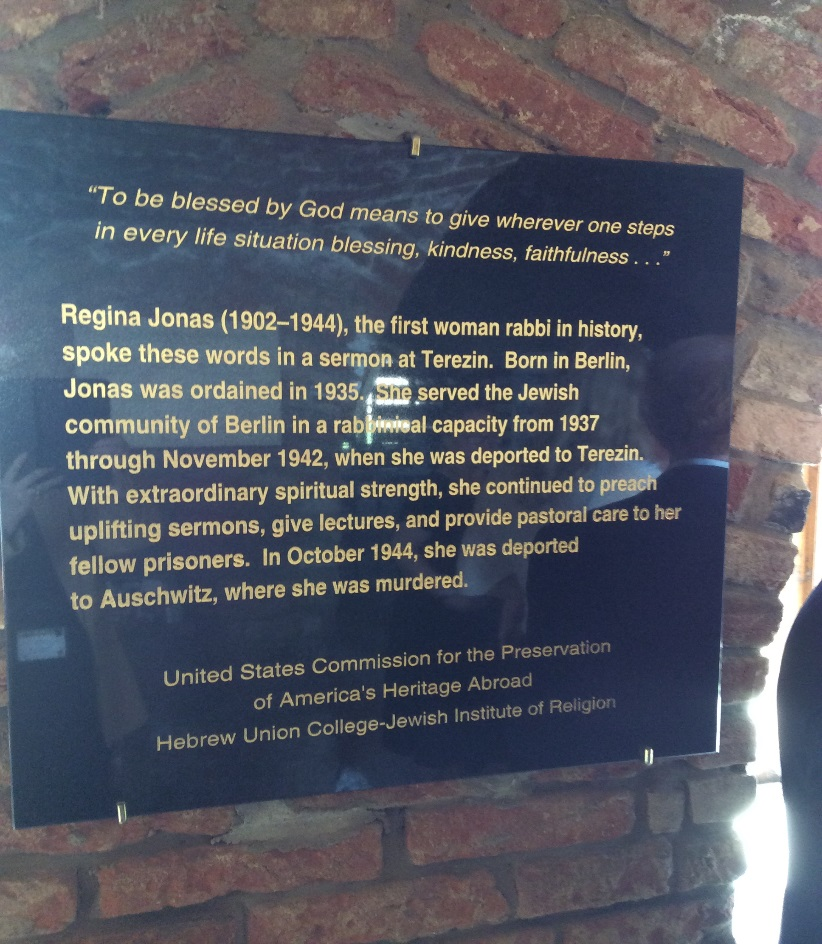 “To be blessed by God means to give wherever one steps
in every life situation blessing, kindness, faithfulness . . .”
Regina Jonas (1902–1944), the first woman rabbi in history,
spoke these words in a sermon at Terezin. Born in Berlin,
Jonas was ordained in 1935. She served the Jewish
community of Berlin in a rabbinical capacity from 1937
through November 1942, when she was deported to Terezin.
With extraordinary spiritual strength, she continued to preach
uplifting sermons, give lectures, and provide pastoral care to her
fellow prisoners. In October 1944, she was deported
to Auschwitz, where she was murdered.
United States Commission for the Preservation
of America's Heritage Abroad
Hebrew Union College-Jewish Institute of Religion